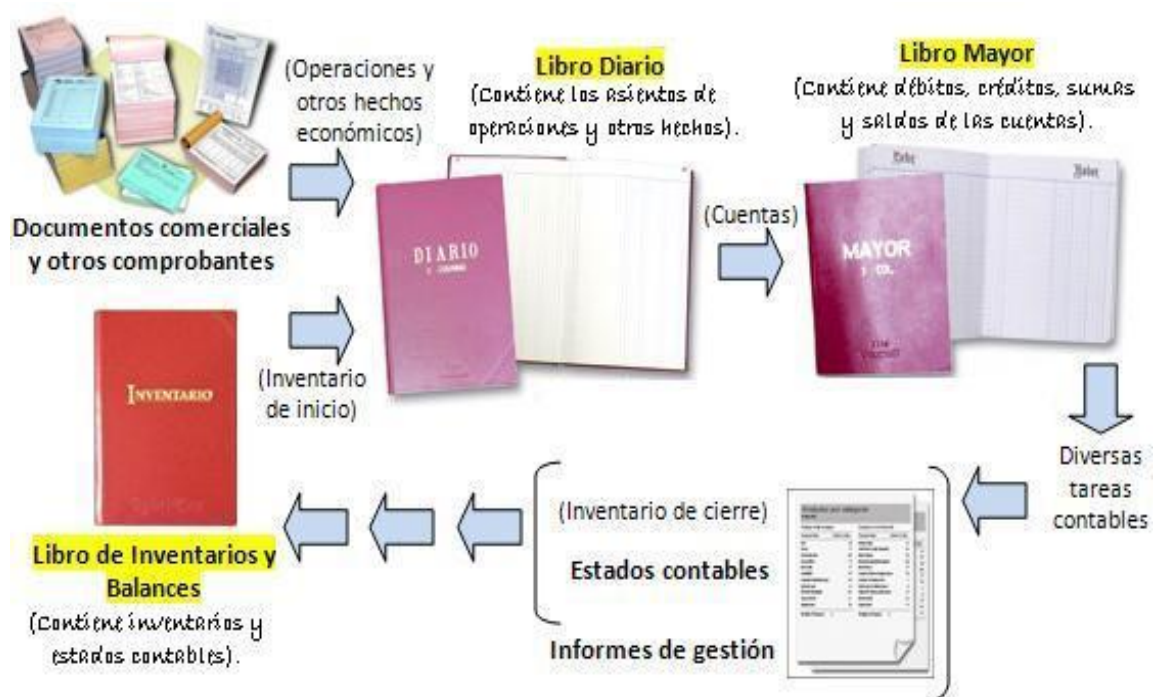 (Operaciones y
otros hechos
económicos)
Documentos comerciales
y otros comprobantes
Libro Diario
(Contiene los asientos de
operaciones y otros hechos).
DIARIO
Libro Mayor
(Contiene débitos, créditos, sumas
y saldos de las cuentas).
(Cuentas)
MAYOR
3 COL.
INVENTARIO
(Inventario
de inicio)
Diversas
tareas
contables
(Inventario de cierre)
Estados contables
Informes de gestión
Libro de Inventarios y
Balances
(Contiene inventarios y
estados contables).